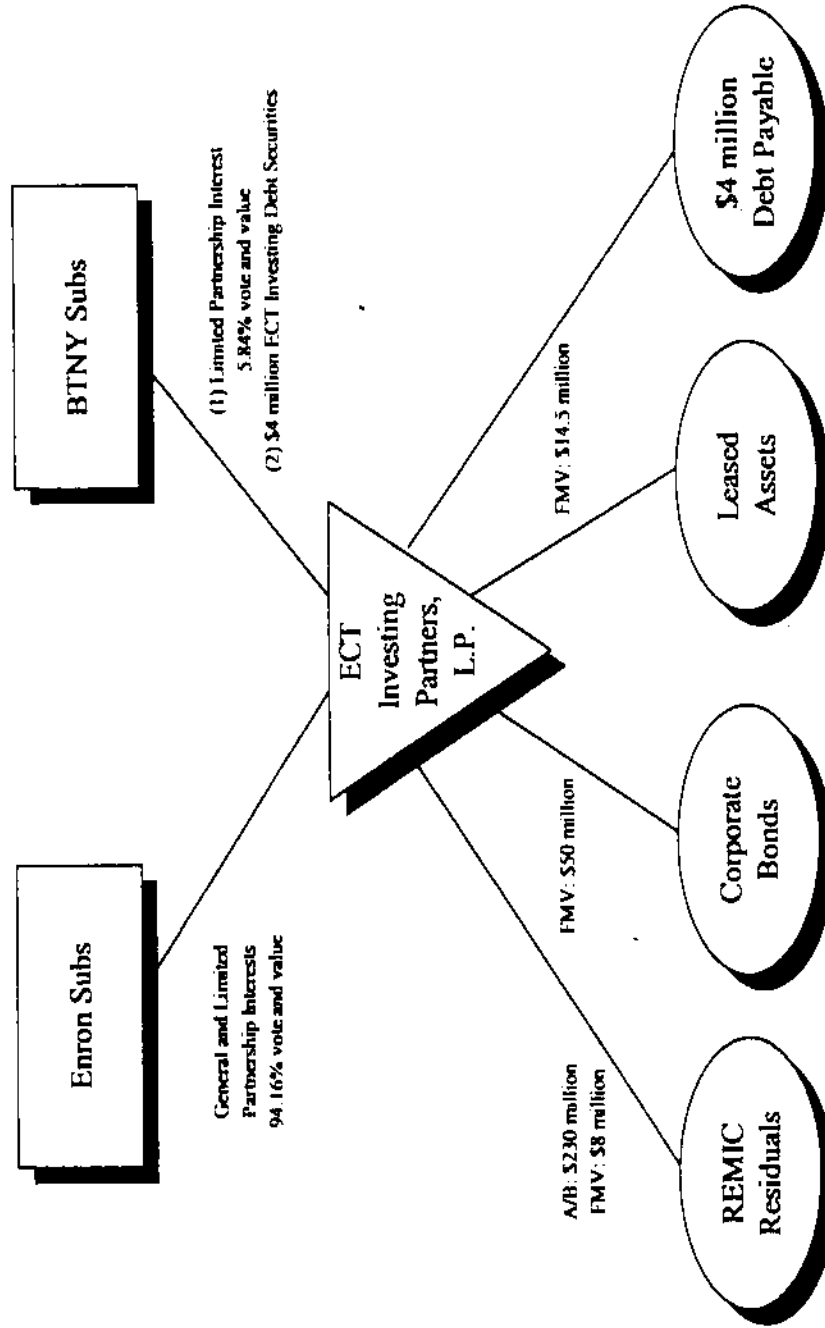 Enron Subs
BTNY Subs
General and Limited
Partnership Interests
94.16% vote and value
(1) Limited Partnership Interest
5.84% vote and value
(2) $4 million ECT Investing Debt Securities
ECT
Investing
Partners,
L.P.
A/B: $230 million
FMV: $8 million
FMV: $50 million
FMV: $14.5 million
REMIC
Residuals
Corporate
Bonds
Leased
Assets
$4 million
Debt Payable